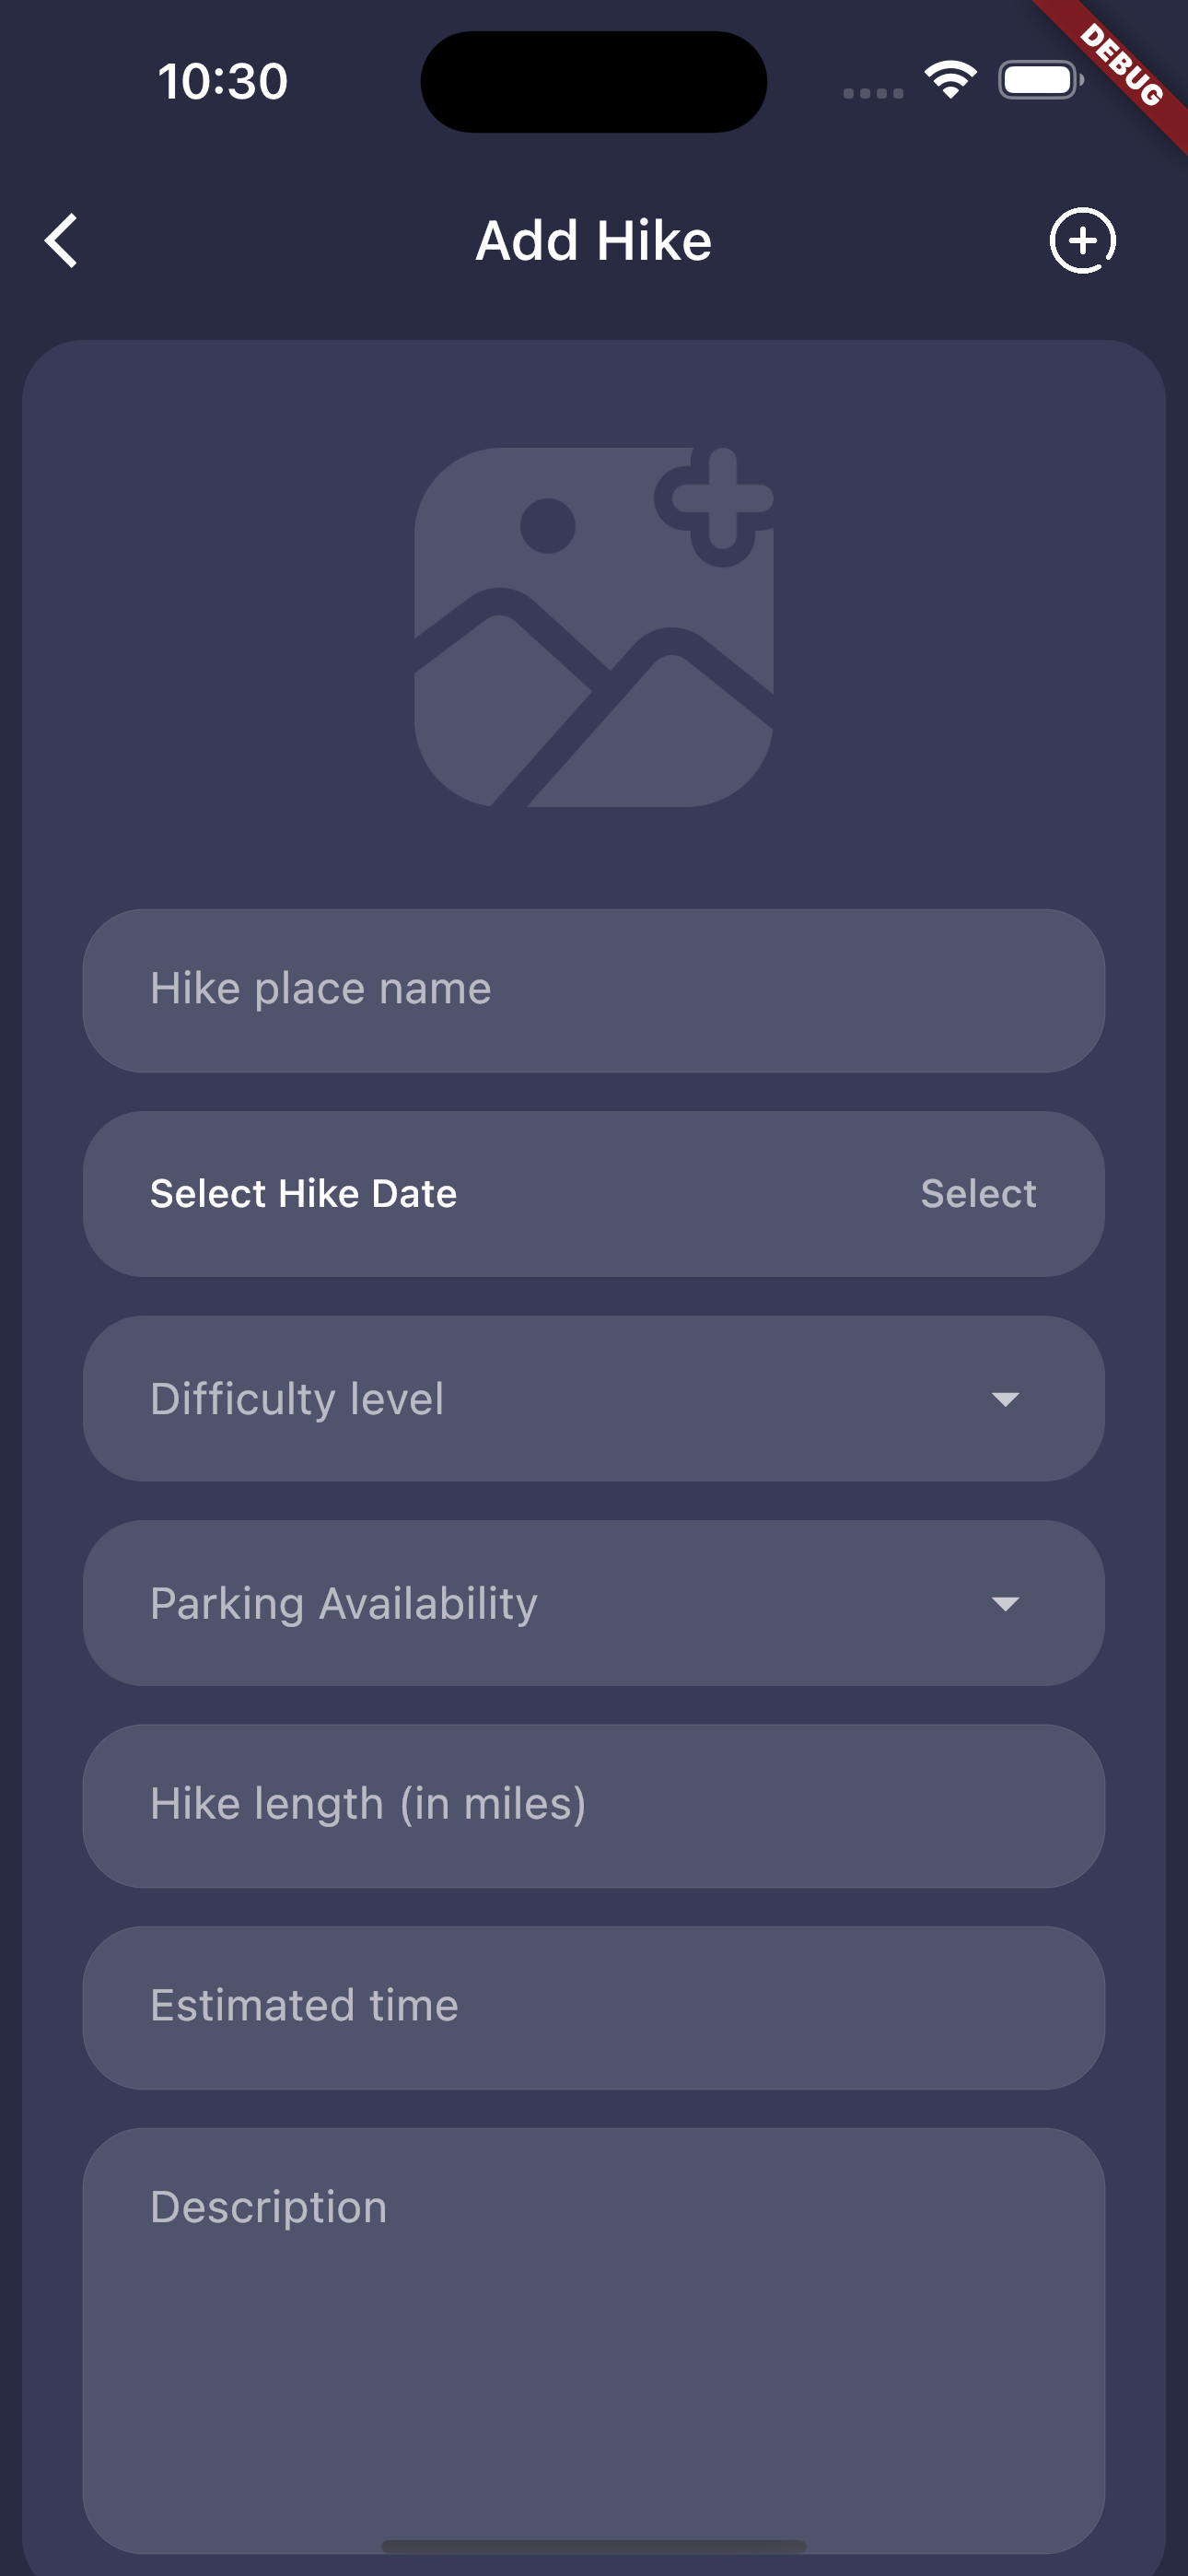 10:30
DEBUG
Add Hike
Hike place name
Select Hike Date Select
Difficulty level
Parking Availability
Hike length (in miles)
Estimated time
Description